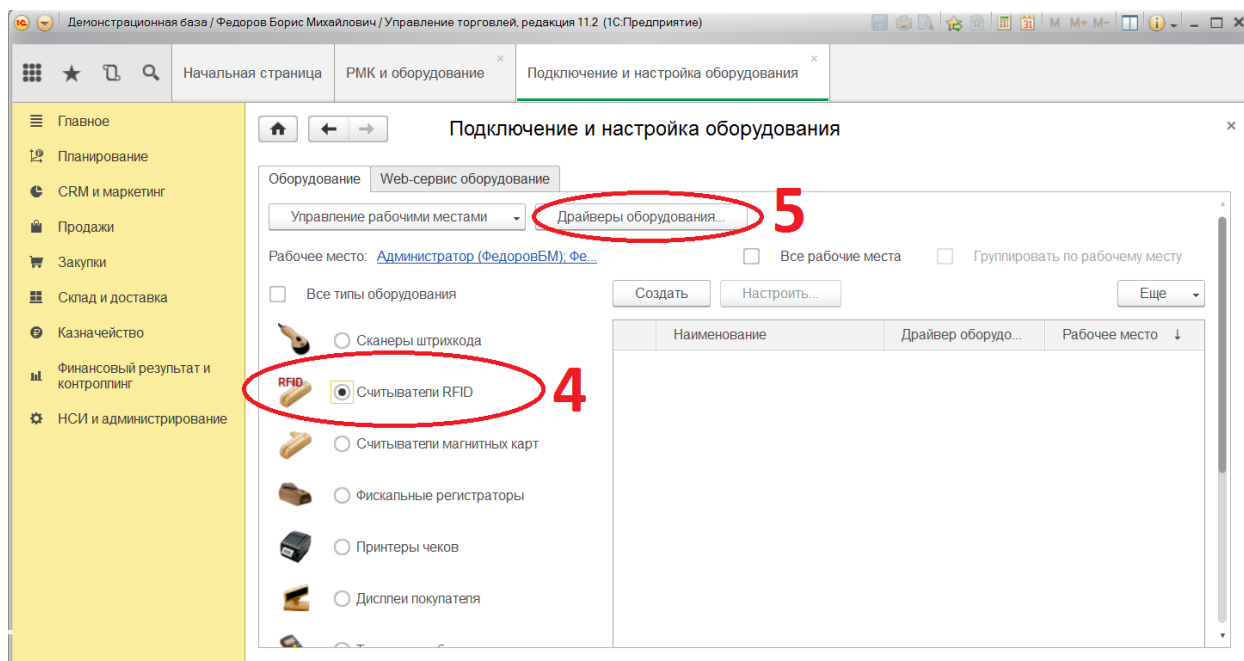 Демонстрационная база / Федоров Борис Михайлович / Управление торговлей, редакция 11.2 (1С:Предприятие)
M M+ M-
Начальная страница
РМК и оборудование
Подключение и настройка оборудования
Главное
Планирование
CRM и маркетинг
Продажи
Закупки
Склад и доставка
Казначейство
Финансовый результат и
контроллинг
НСИ и администрирование
Подключение и настройка оборудования
Оборудование
Web-сервис оборудование
Управление рабочими местами
Драйверы оборудования...
5
Рабочее место: Администратор (ФедоровБМ); Фе...
Все рабочие места
Группировать по рабочему месту
Все типы оборудования
Создать
Настроить...
Еще
Наименование
Драйвер оборудо...
Рабочее место ↓
Сканеры штрихкода
RFID
Считыватели RFID
4
Считыватели магнитных карт
Фискальные регистраторы
Принтеры чеков
Дисплеи покупателя